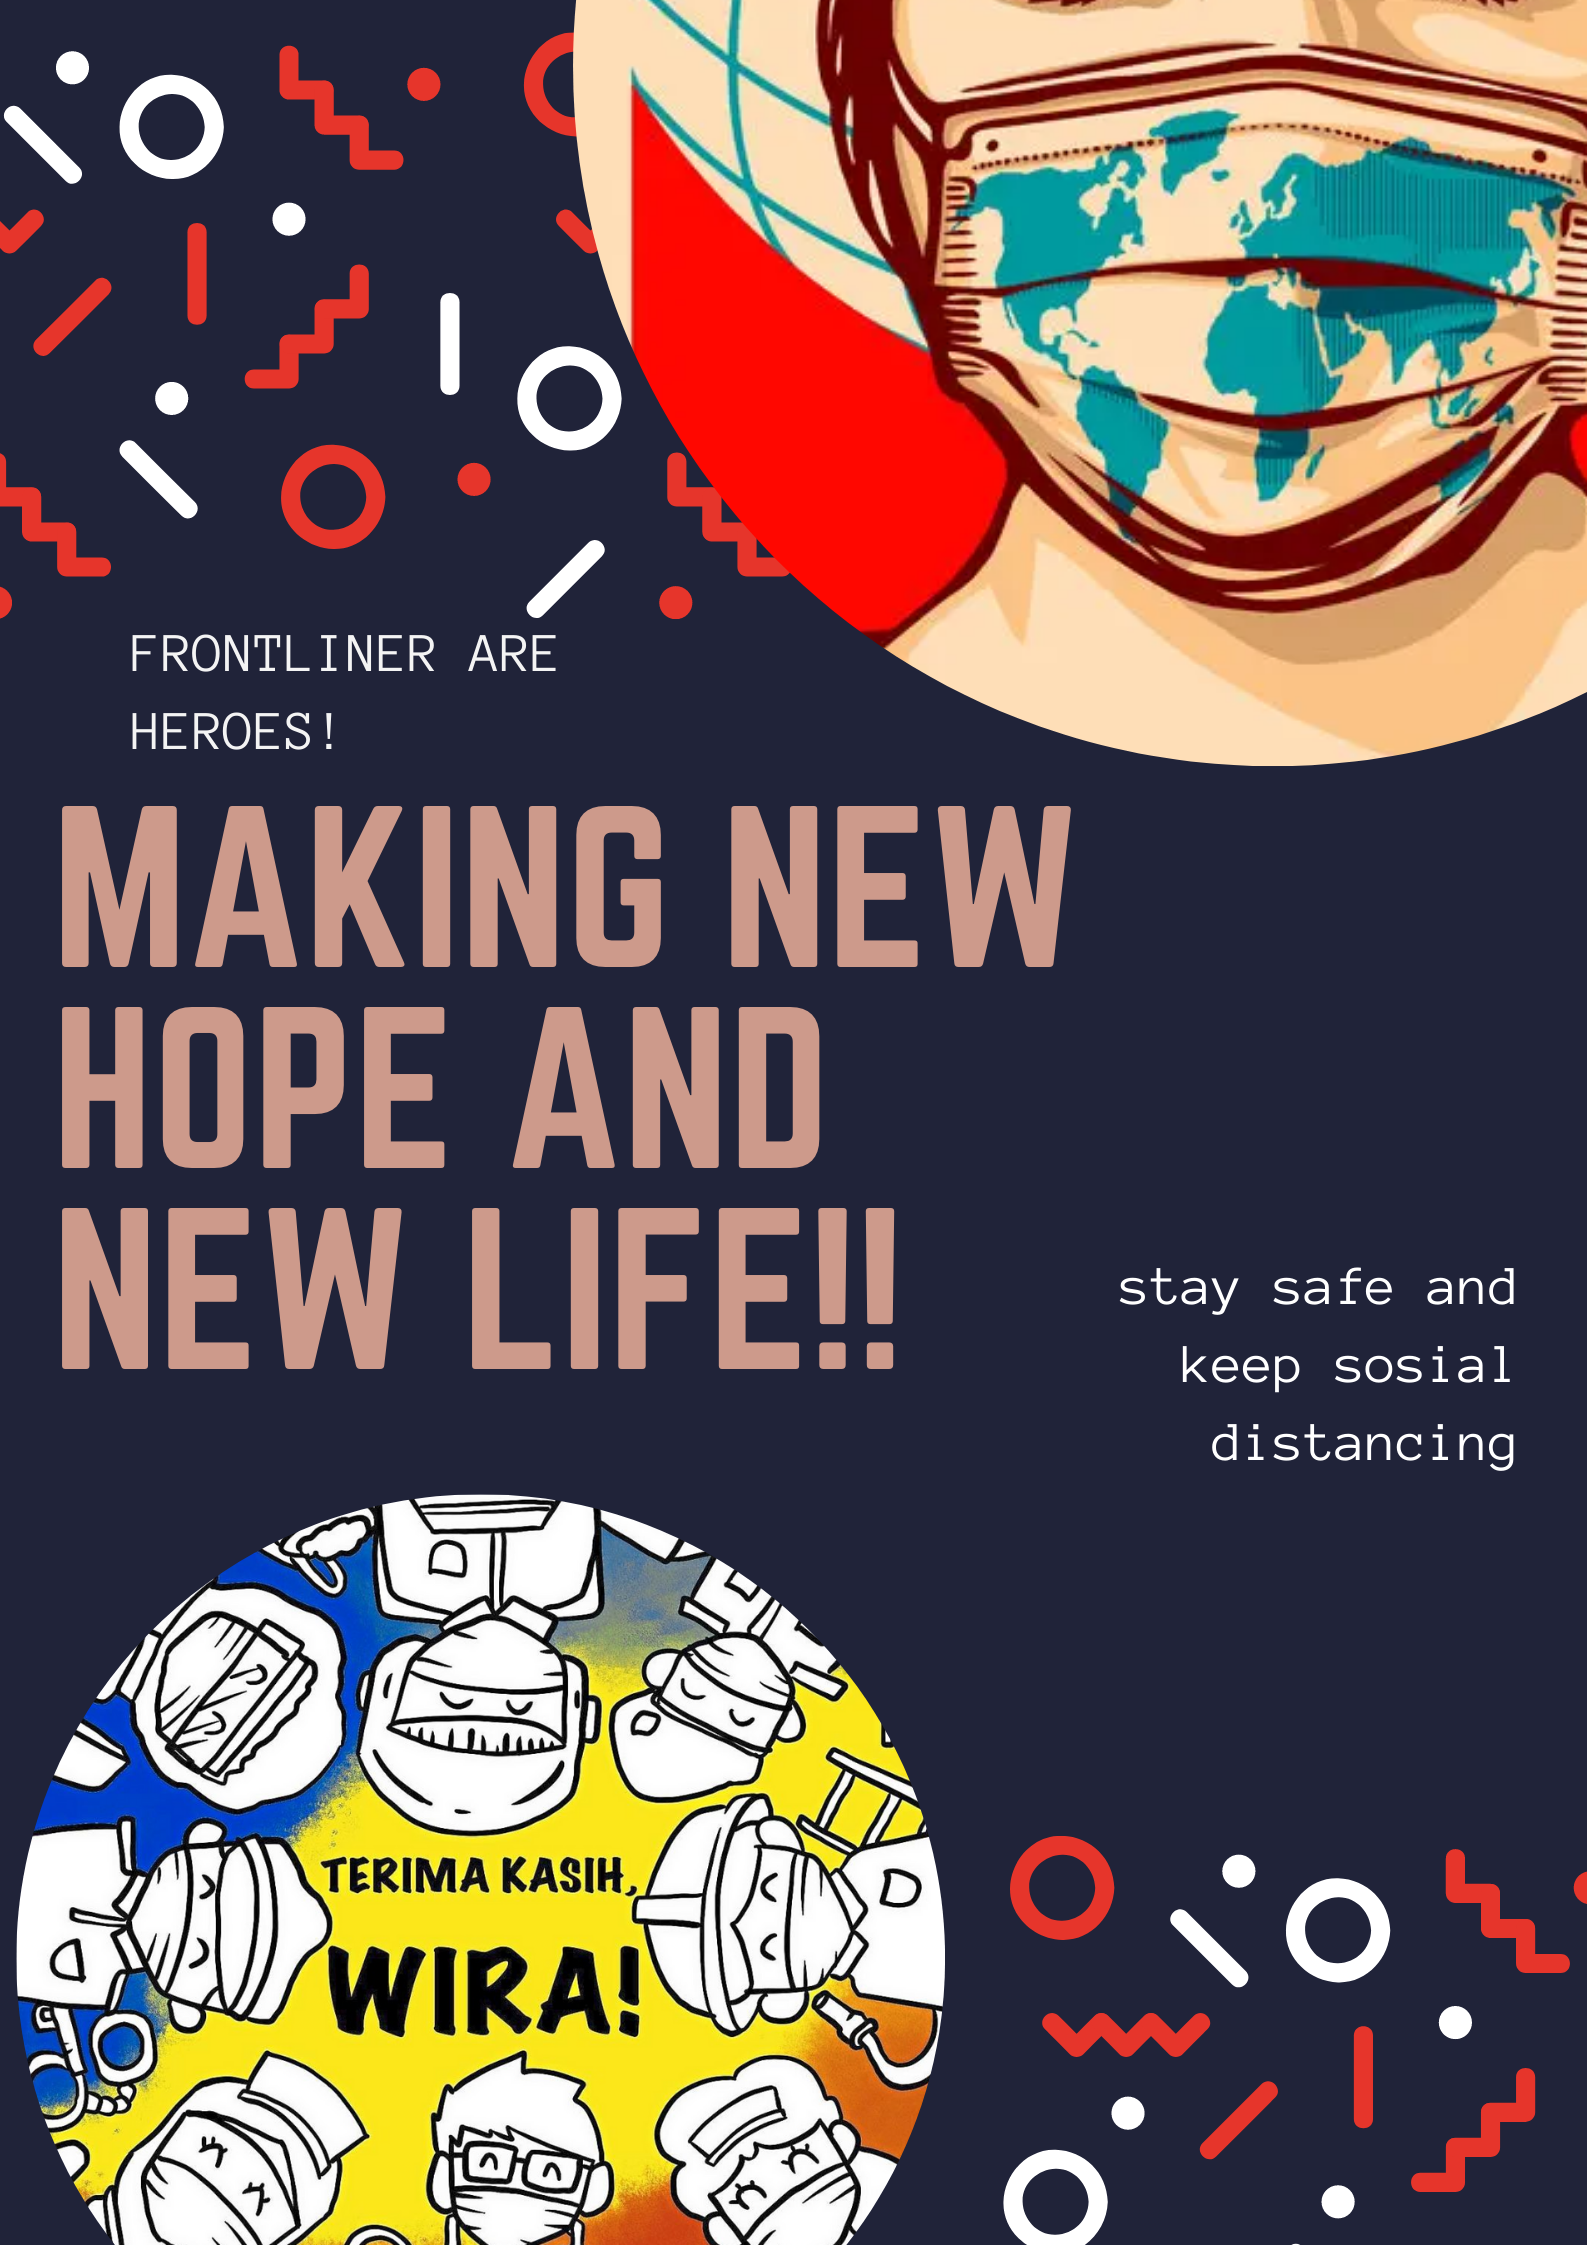 FRONTLINER ARE
HEROES!
MAKING NEW
HOPE AND
NEW LIFE!!
stay safe and
keep sosial
distancing
TERIMA KASIH,
WIRA!